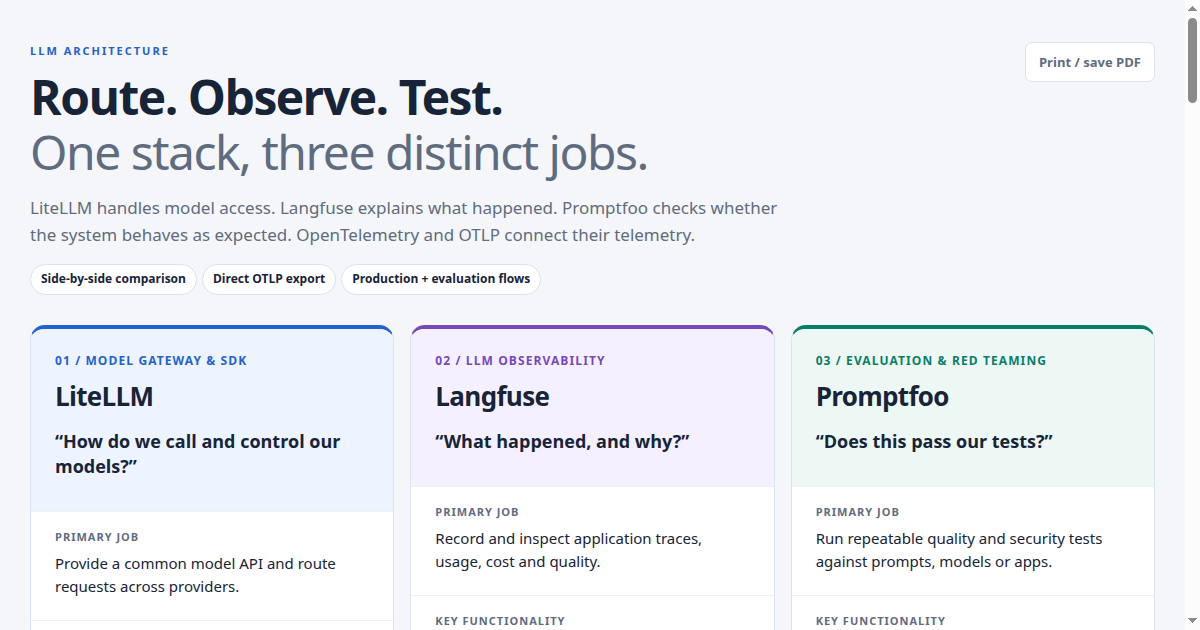 LLM ARCHITECTURE
Print / save PDF
Route. Observe. Test.
One stack, three distinct jobs.
LiteLLM handles model access. Langfuse explains what happened. Promptfoo checks whether
the system behaves as expected. OpenTelemetry and OTLP connect their telemetry.
Side-by-side comparison
Direct OTLP export
Production + evaluation flows
01 / MODEL GATEWAY & SDK
LiteLLM
“How do we call and control our
models?”
PRIMARY JOB
Provide a common model API and route
requests across providers.
02 / LLM OBSERVABILITY
Langfuse
“What happened, and why?”
PRIMARY JOB
Record and inspect application traces,
usage, cost and quality.
KEY FUNCTIONALITY
03 / EVALUATION & RED TEAMING
Promptfoo
“Does this pass our tests?”
PRIMARY JOB
Run repeatable quality and security tests
against prompts, models or apps.
KEY FUNCTIONALITY